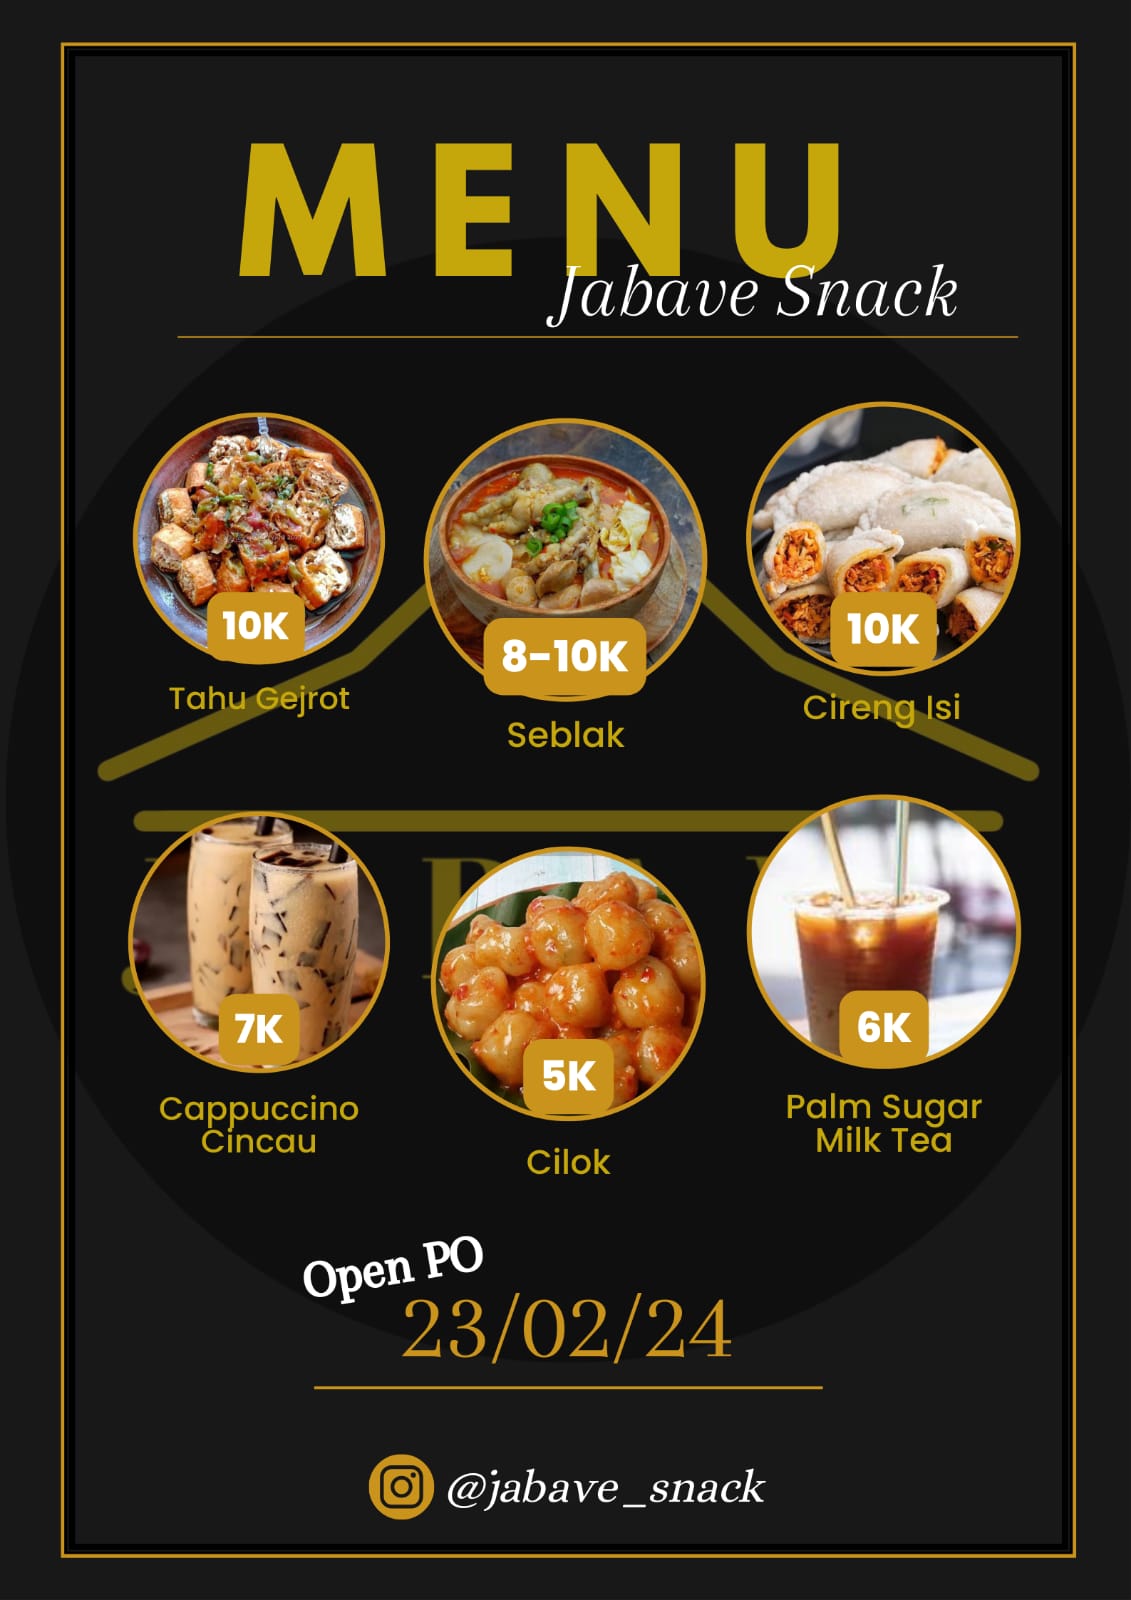 MENU
Jabave Snack
10K
Tahu Gejrot
8-10K
Seblak
10K
Cireng Isi
7K
Cappuccino
Cincau
5K
Cilok
6K
Palm Sugar
Milk Tea
Open PO
23/02/24
@jabave_snack